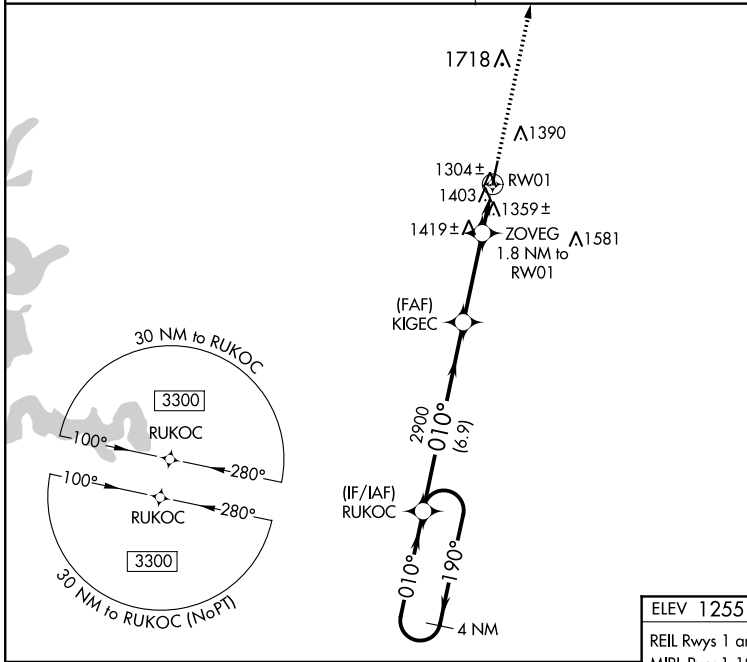 1718
1390
1304±
RW01
1403
1359±
1419±
ZOVEG
1581
1.8 NM to
RW01
(FAF)
KIGEC
30 NM to RUKOC
3300
RUKOC
100°
280°
2900
010°
(6.9)
100°
280°
RUKOC
(IF/IAF)
RUKOC
3300
30 NM to RUKOC (NoPT)
010°
190°
4 NM
ELEV 1255
REIL Rwys 1 an